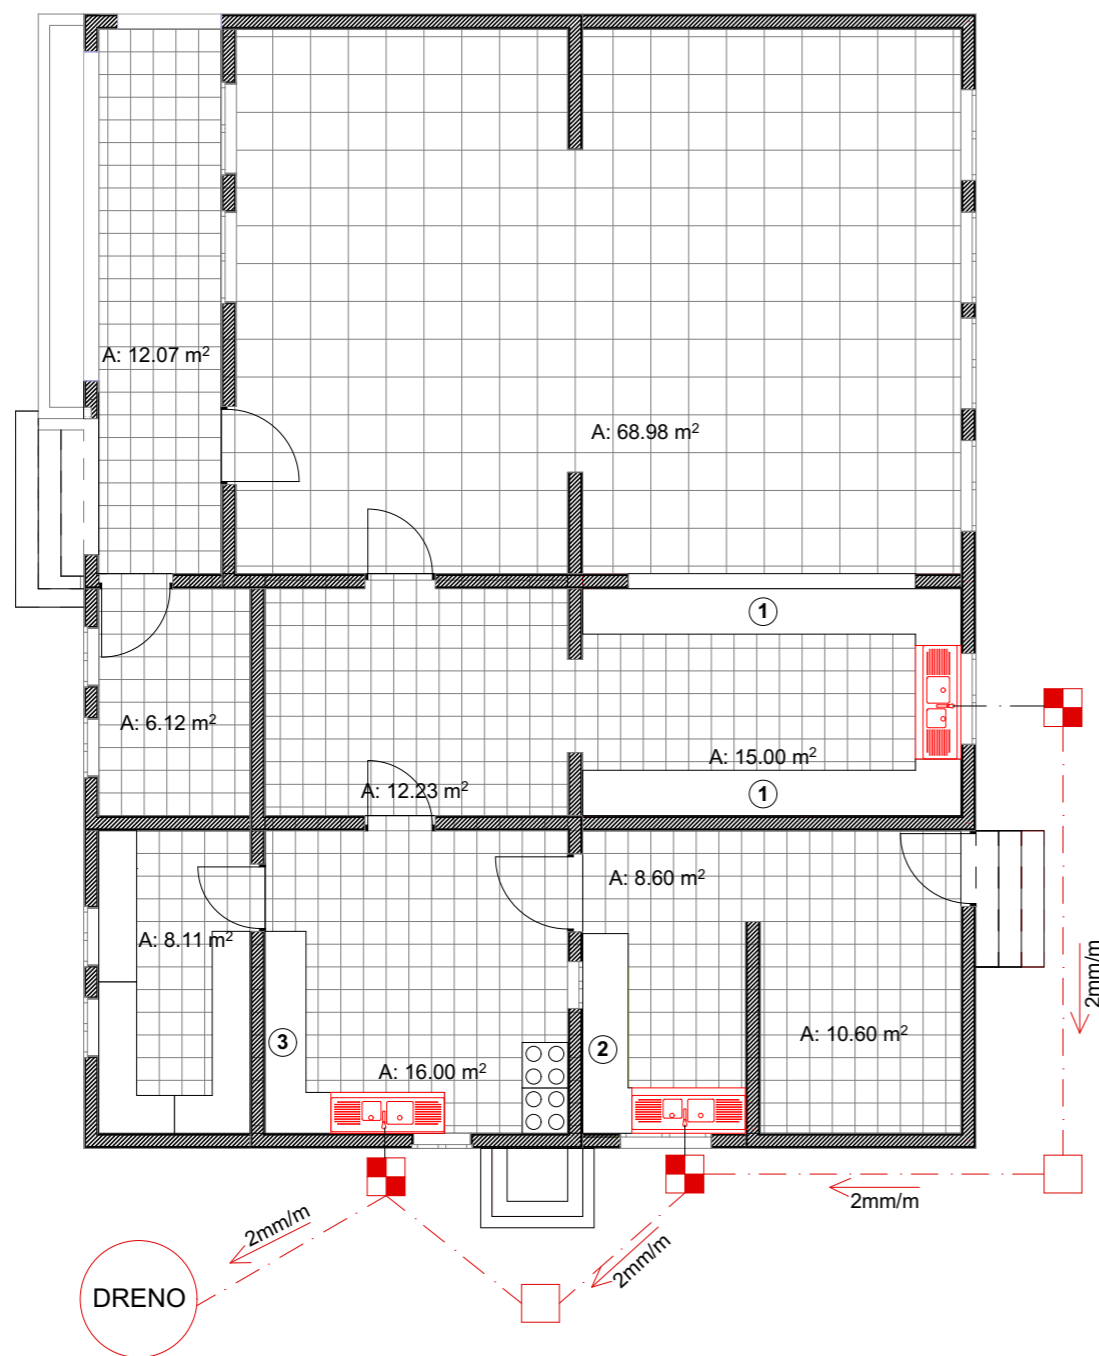 A: 12.07 m²
A: 68.98 m²
1
A: 6.12 m²
A: 15.00 m²
A: 12.23 m²
1
A: 8.60 m²
A: 8.11 m²
2mm/m
A: 10.60 m²
3
2
A: 16.00 m²
2mm/m
2mm/m
2mm/m
DRENO